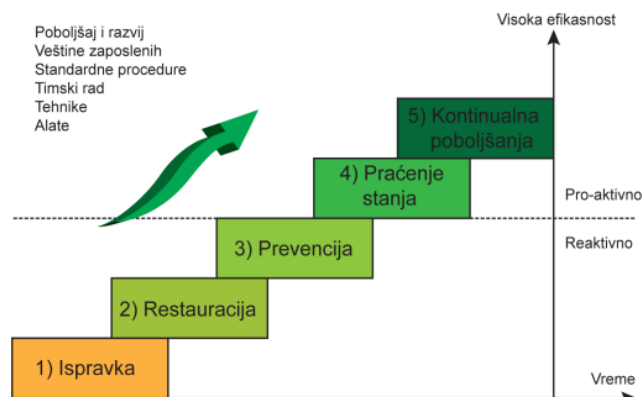 Visoka efikasnost
Poboljšaj i razvij
Veštine zaposlenih
Standardne procedure
Timski rad
Tehnike
Alate
5) Kontinualna
poboljšanja
4) Praćenje
stanja
Pro-aktivno
Reaktivno
3) Prevencija
2) Restauracija
1) Ispravka
Vreme